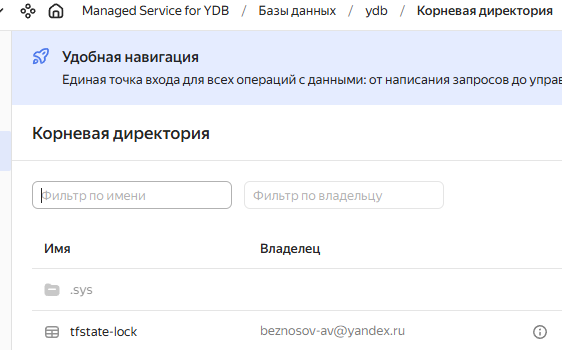 Managed Service for YDB / Базы данных / ydb / Корневая директория
Удобная навигация
Единая точка входа для всех операций с данными: от написания запросов до
Корневая директория
Фильтр по имени Фильтр по владельцу
Имя Владелец
.sys
tfstate-lock beznosov-av@yandex.ru